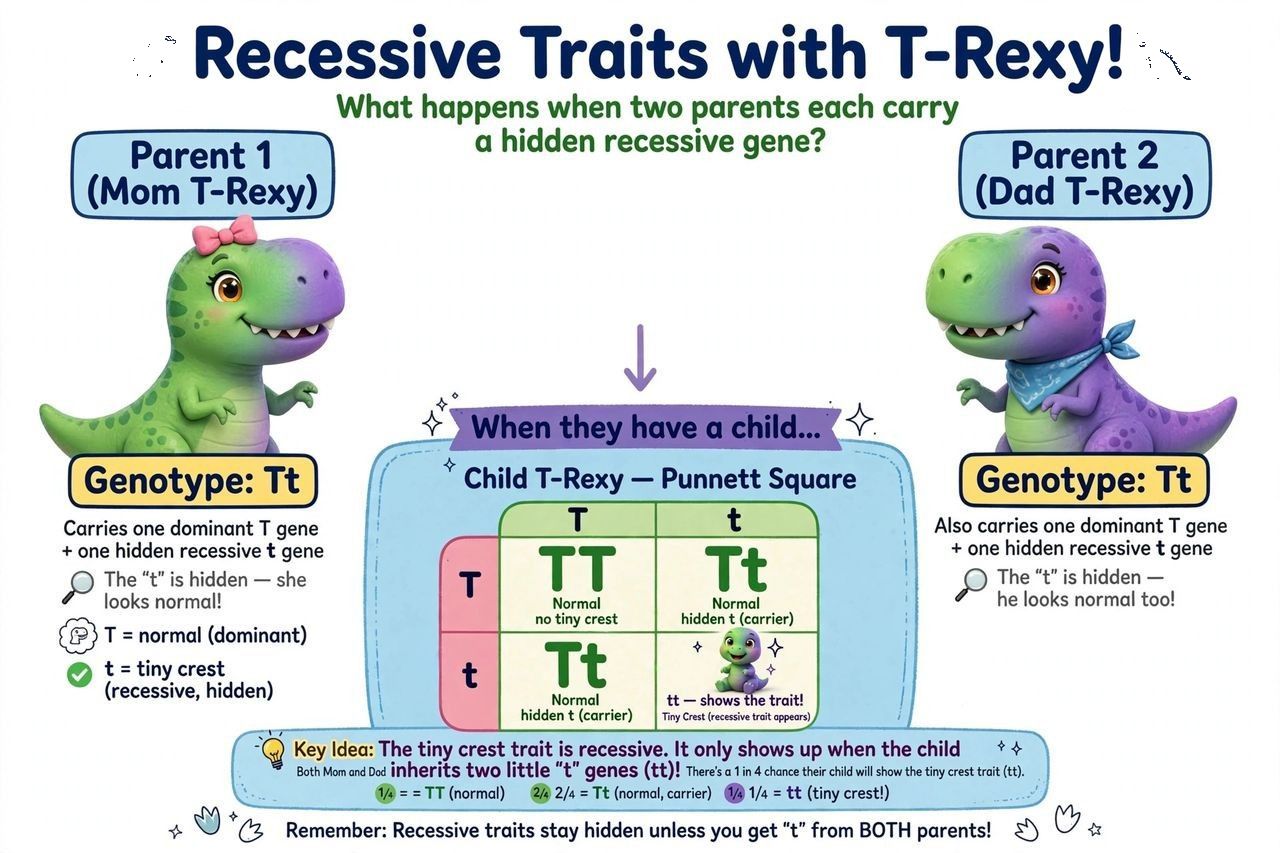 Recessive Traits with T-Rexy!
What happens when two parents each carry
a hidden recessive gene?
Parent 1
(Mom T-Rexy)
Parent 2
(Dad T-Rexy)
Genotype: Tt
Carries one dominant T gene
+ one hidden recessive t gene
The “t” is hidden — she
looks normal!
T = normal (dominant)
t = tiny crest
(recessive, hidden)
Genotype: Tt
Also carries one dominant T gene
+ one hidden recessive t gene
The “t” is hidden —
he looks normal too!
When they have a child...
Child T-Rexy — Punnett Square
T
t
T
TT
Normal
no tiny crest
Tt
Normal
hidden t (carrier)
t
Tt
Normal
hidden t (carrier)
tt — shows the trait!
Tiny Crest (recessive trait appears)
Key Idea: The tiny crest trait is recessive. It only shows up when the child
Both Mom and Dod inherits two little “t” genes (tt)! There's a 1 in 4 chance their child will show the tiny crest trait (tt).
1/4 = = TT (normal) 2/4 2/4 = Tt (normal, carrier) 1/4 1/4 = tt (tiny crest!)
Remember: Recessive traits stay hidden unless you get “t” from BOTH parents!